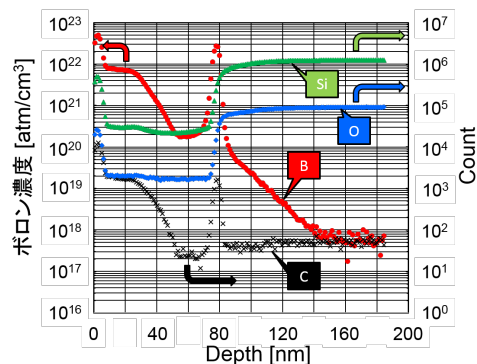 10²³
10²²
10²¹
10²⁰
10¹⁹
10¹⁸
10¹⁷
10¹⁶
ボロン濃度 [atm/cm³]
10⁷
10⁶
10⁵
10⁴
10³
10²
10¹
10⁰
Count
Si
O
B
C
0 40 80 120 160 200
Depth [nm]